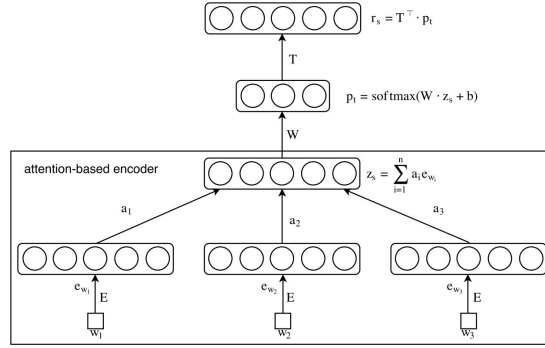 r_s = T^⊤ · p_t
T
p_t = softmax(W · z_s + b)
W
attention-based encoder
z_s = ∑_{i=1}^{n} a_i e_{w_i}
a_1
a_2
a_3
e_{w_1} E
e_{w_2} E
e_{w_3} E
w_1
w_2
w_3